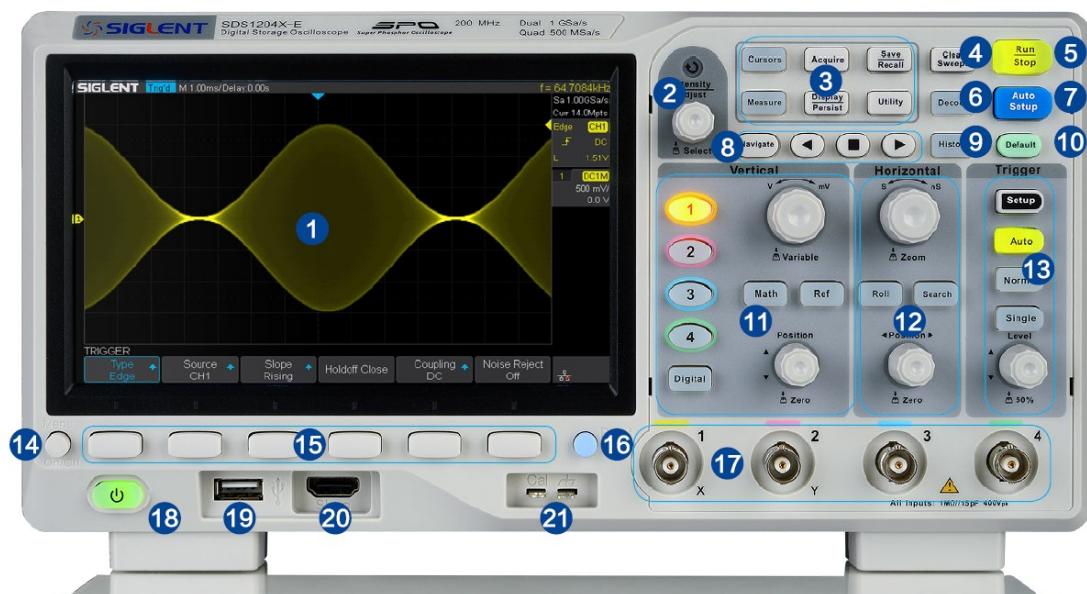 SIGLENT SDS1204X-E SPO 200 MHz Dual 1 GSa/s
Digital Storage Oscilloscope Super Phosphor Oscilloscope Quad 500 MSa/s
SIGLENT Trig'd M 1.00ms/ Delay:0.00s f = 64.7084kHz
Sa 1.00GSa/s
Curr 14.0Mpts
Edge CH1
DC
L 1.51V
1 DC1M
500 mV/
0.0 V
1
TRIGGER
Type Edge
Source CH1
Slope Rising
Holdoff Close
Coupling DC
Noise Reject Off
2
Select
Cursors Acquire Save Recall Clear Sweeps 4 Run Stop 5
3
Measure Display Persist Utility Decode 6 Auto Setup 7
8 Navigate 9 Default 10
Vertical Horizontal Trigger
V mV S nS
1
2
3
4
Digital
Variable
Math Ref
11
Position
Zero
Zoom
Roll Search
12
Position
Zero
Setup
Auto
13
Normal
Single
Level
50%
14 15 16
1 2 3 4
17
X Y
All Inputs: 1MΩ//15pF 400Vpk
18 19 20 21
Cal